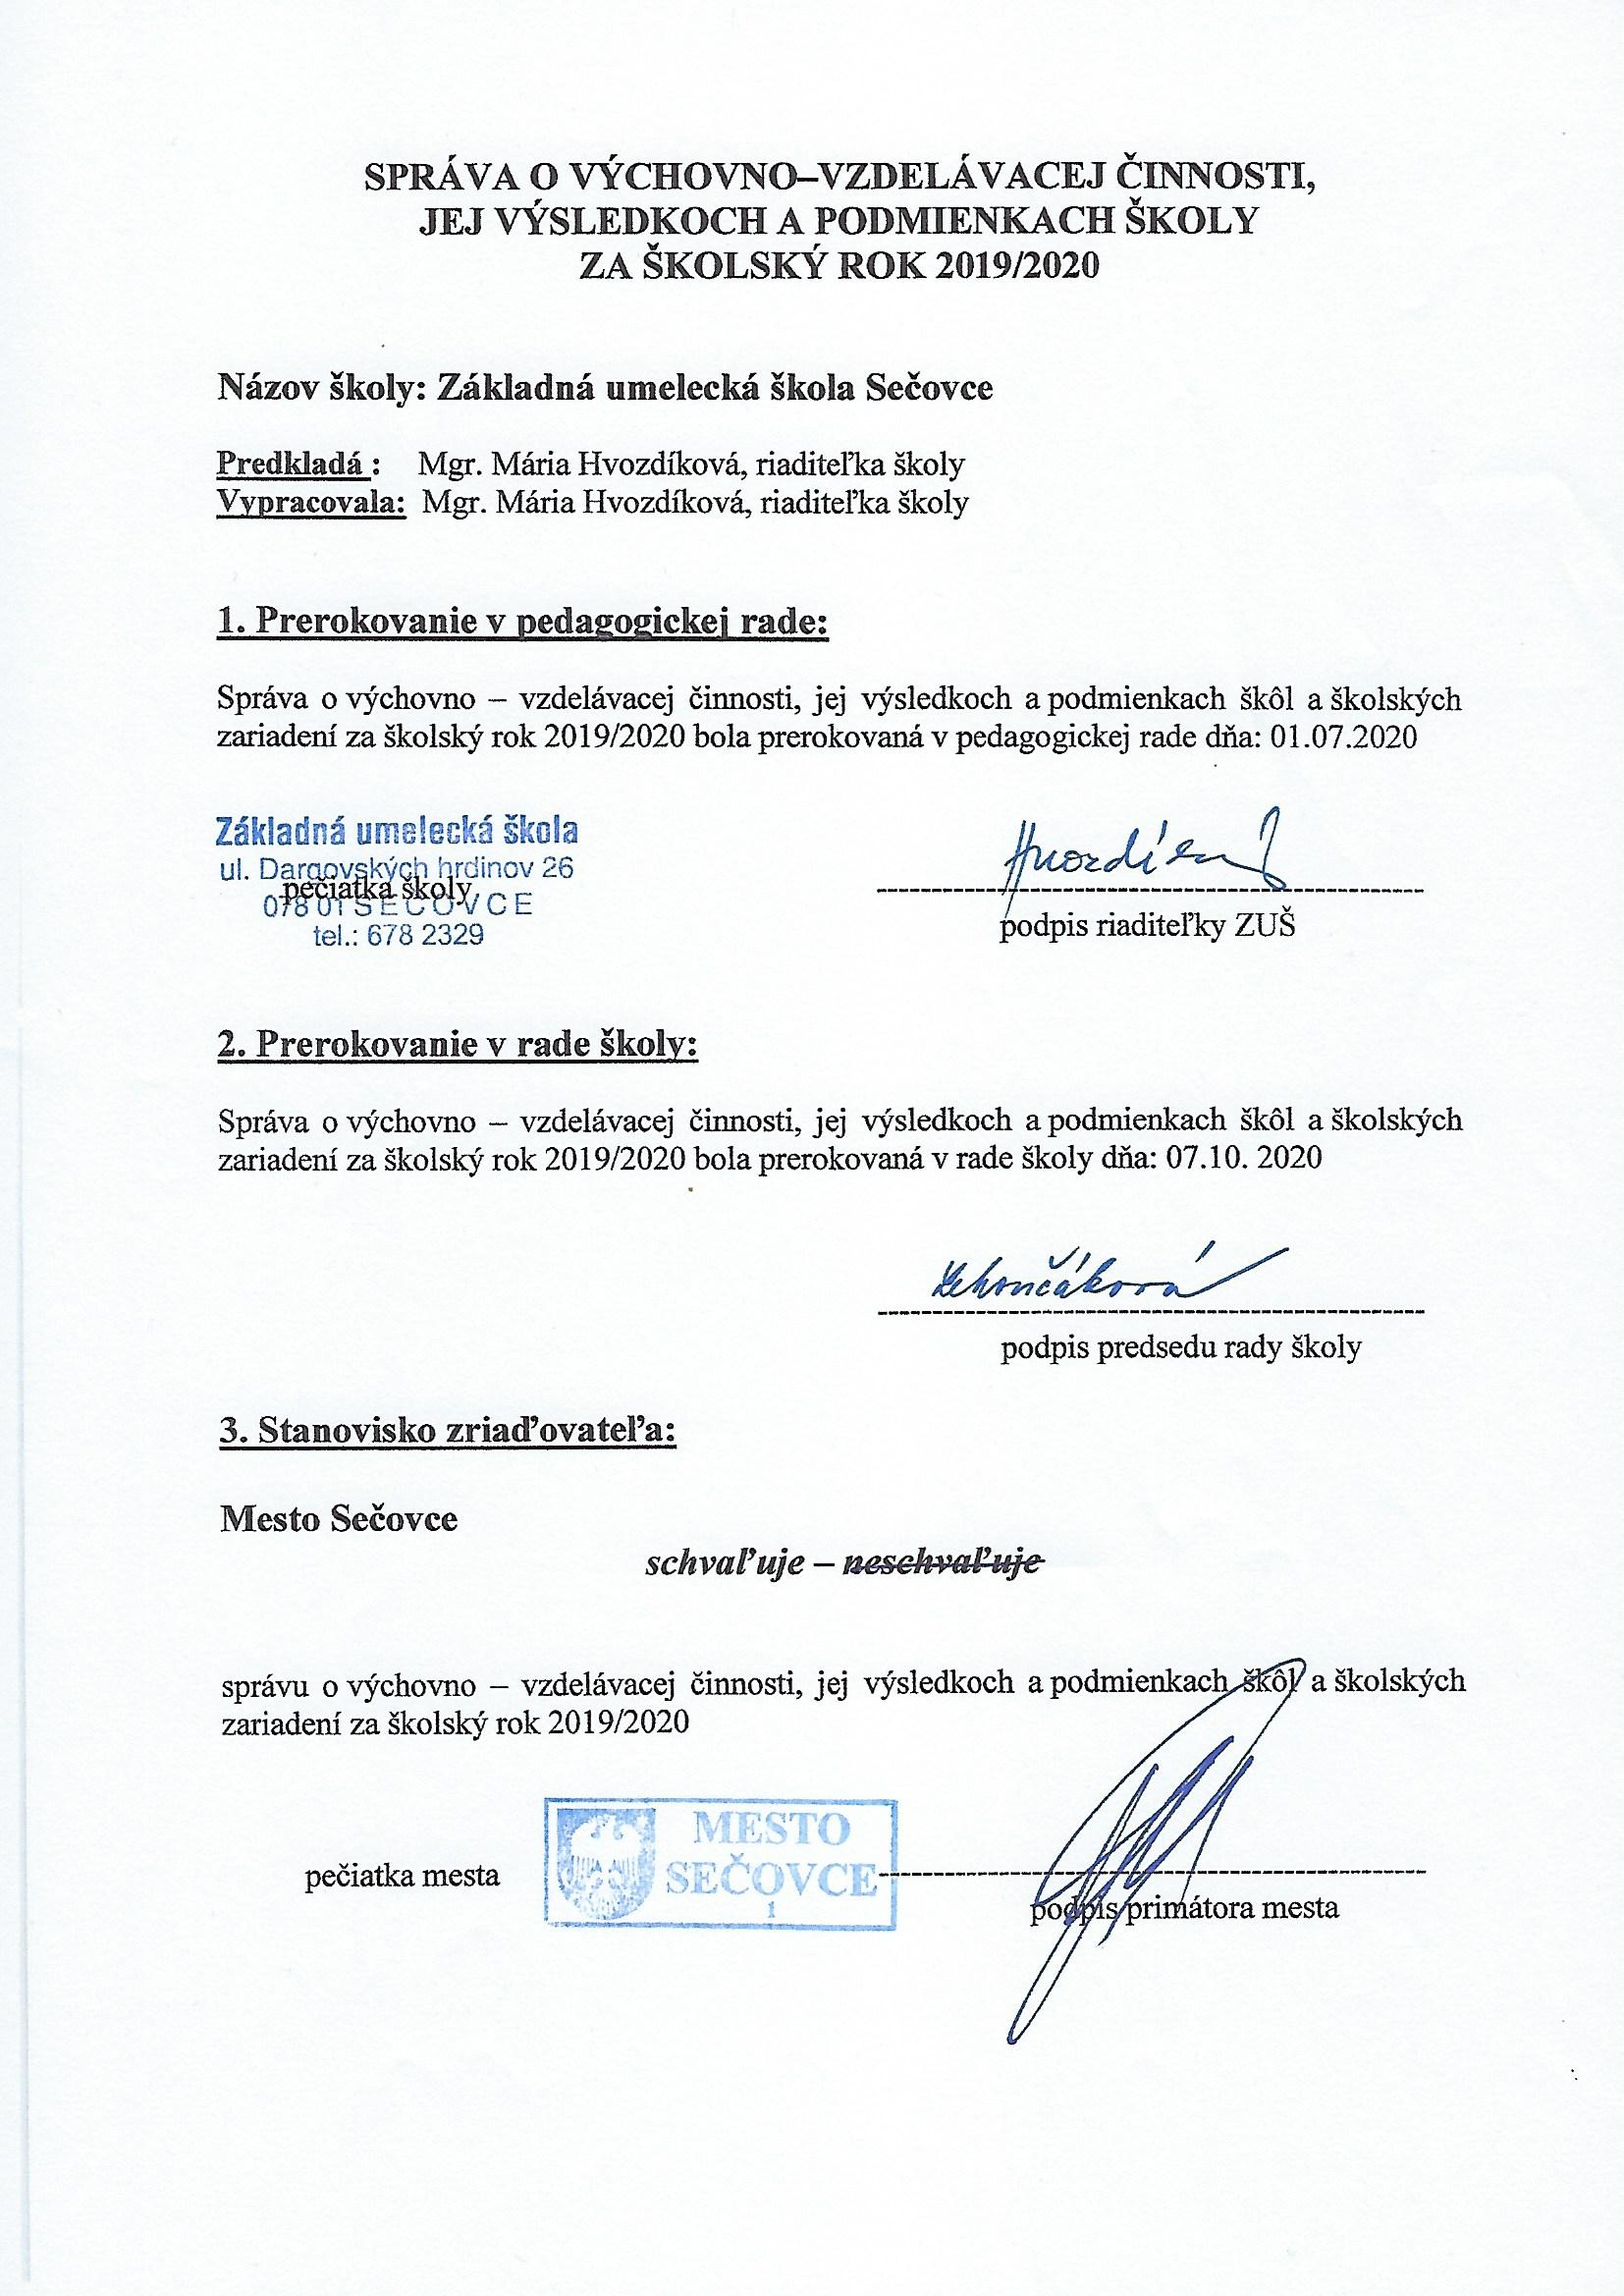 SPRÁVA O VÝCHOVNO–VZDELÁVACEJ ČINNOSTI,
JEJ VÝSLEDKOCH A PODMIENKACH ŠKOLY
ZA ŠKOLSKÝ ROK 2019/2020
Názov školy: Základná umelecká škola Sečovce
Predkladá : Mgr. Mária Hvozdíková, riaditeľka školy
Vypracovala: Mgr. Mária Hvozdíková, riaditeľka školy
1. Prerokovanie v pedagogickej rade:
Správa o výchovno – vzdelávacej činnosti, jej výsledkoch a podmienkach škôl a školských
zariadení za školský rok 2019/2020 bola prerokovaná v pedagogickej rade dňa: 01.07.2020
Základná umelecká škola
ul. Dargovských hrdinov 26
pečiatka školy
078 01 SEČOVCE
tel.: 678 2329
podpis riaditeľky ZUŠ
2. Prerokovanie v rade školy:
Správa o výchovno – vzdelávacej činnosti, jej výsledkoch a podmienkach škôl a školských
zariadení za školský rok 2019/2020 bola prerokovaná v rade školy dňa: 07.10. 2020
podpis predsedu rady školy
3. Stanovisko zriaďovateľa:
Mesto Sečovce
schvaľuje – neschvaľuje
správu o výchovno – vzdelávacej činnosti, jej výsledkoch a podmienkach škôl a školských
zariadení za školský rok 2019/2020
MESTO
pečiatka mesta SEČOVCE
1
podpis primátora mesta